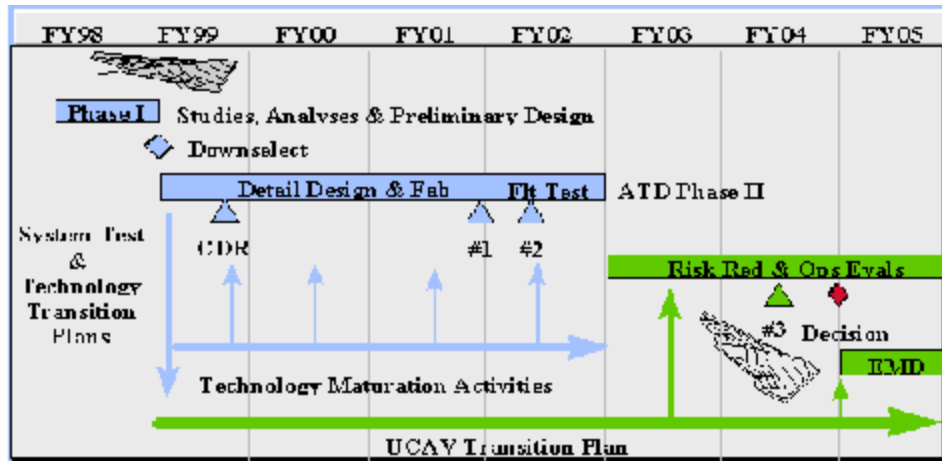 FY98 FY99 FY00 FY01 FY02 FY03 FY04 FY05
Phase I Studies, Analyses & Preliminary Design
Downselect
Detail Design & Fab Flt Test ATD Phase II
CDR #1 #2
System Test
&
Technology
Transition
Plans
Risk Red & Ops Evals
#3 Decision
EMD
Technology Maturation Activities
UCAV Transition Plan